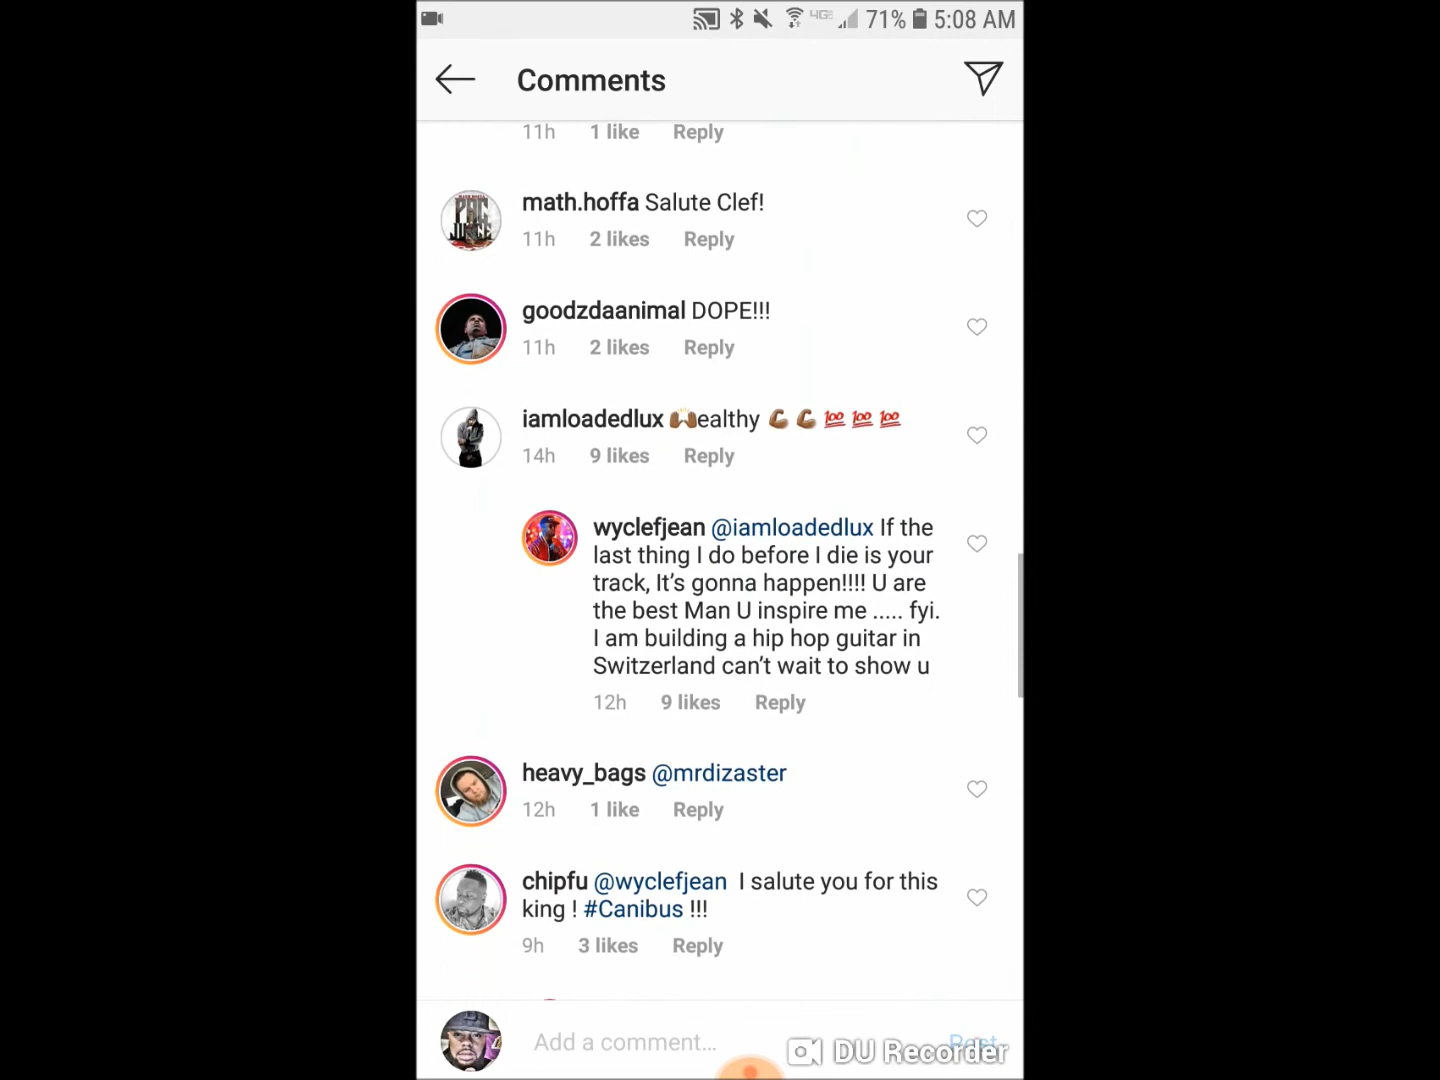 4GE 71% 5:08 AM
Comments
11h 1 like Reply
math.hoffa Salute Clef!
11h 2 likes Reply
goodzdaanimal DOPE!!!
11h 2 likes Reply
iamloadedlux 🙌🏾ealthy 💪🏾 💪🏾 💯 💯 💯
14h 9 likes Reply
wyclefjean @iamloadedlux If the
last thing I do before I die is your
track, It’s gonna happen!!!! U are
the best Man U inspire me ..... fyi.
I am building a hip hop guitar in
Switzerland can’t wait to show u
12h 9 likes Reply
heavy_bags @mrdizaster
12h 1 like Reply
chipfu @wyclefjean I salute you for this
king ! #Canibus !!!
9h 3 likes Reply
Add a comment... Post
DU Recorder